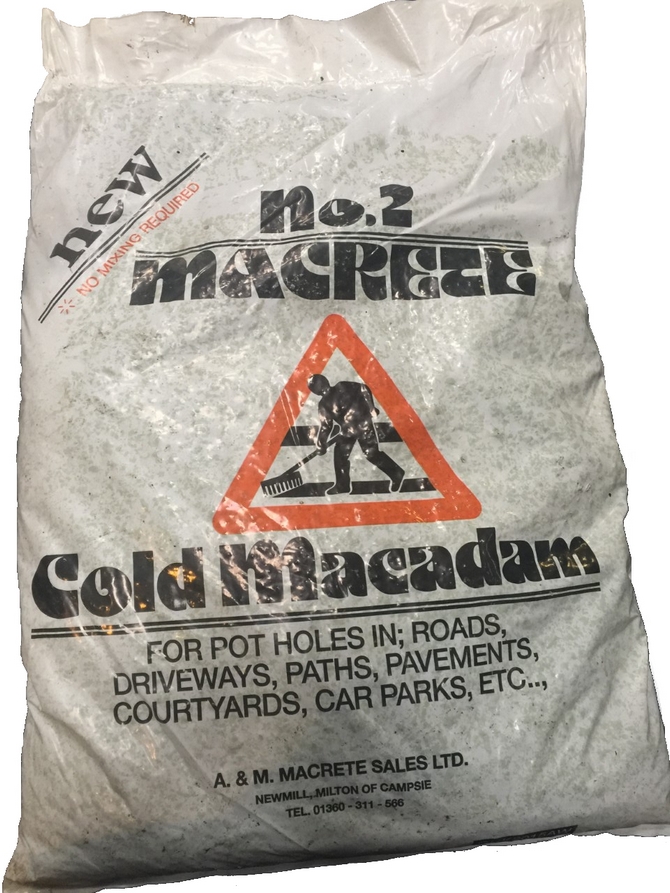 new
NO MIXING REQUIRED
No.2
MACRETE
Cold Macadam
FOR POT HOLES IN; ROADS,
DRIVEWAYS, PATHS, PAVEMENTS,
COURTYARDS, CAR PARKS, ETC..,
A. & M. MACRETE SALES LTD.
NEWMILL, MILTON OF CAMPSIE
TEL. 01360 - 311 - 566